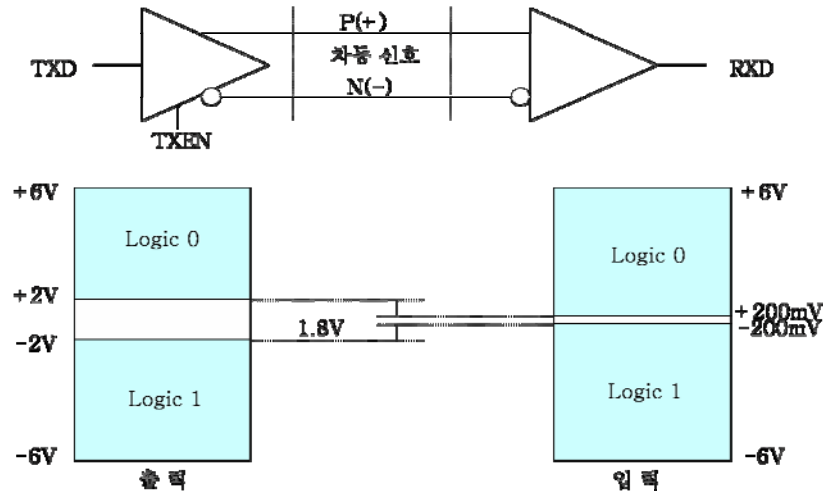 P(+)
TXD
차동 신호
RXD
N(-)
TXEN
+6V
+6V
Logic 0
Logic 0
+2V
+200mV
1.8V
-200mV
-2V
Logic 1
Logic 1
-6V
-6V
출 력
입 력